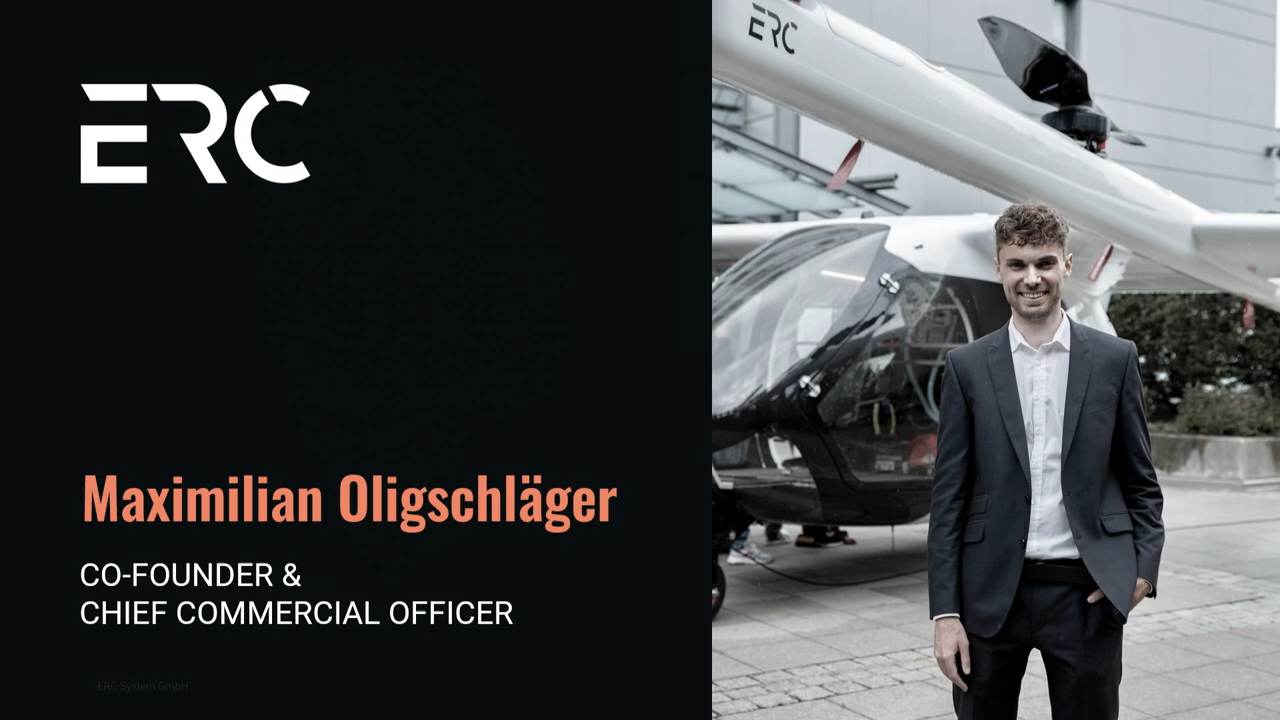 ERC
Maximilian Oligschläger
CO-FOUNDER &
CHIEF COMMERCIAL OFFICER
ERC-System GmbH
ERC